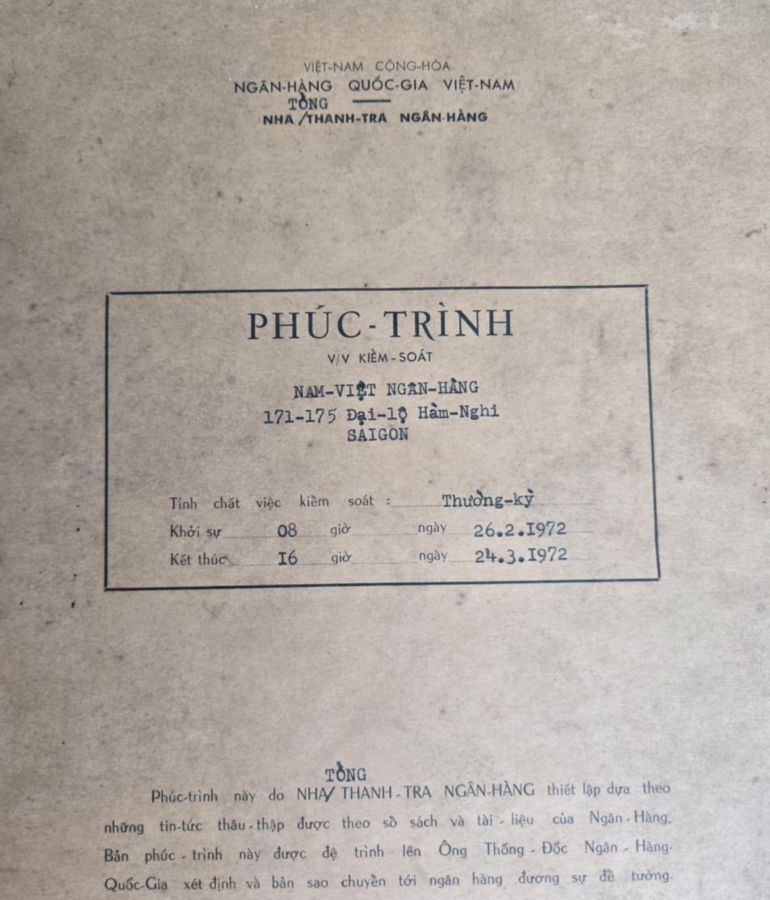 VIỆT-NAM CỘNG-HÒA
NGÂN-HÀNG QUỐC-GIA VIỆT-NAM
TỔNG
NHA/THANH-TRA NGÂN-HÀNG
PHÚC-TRÌNH
V/V KIỂM-SOÁT
NAM-VIỆT NGÂN-HÀNG
171-175 Đại-lộ Hàm-Nghi
SAIGON
Tính chất việc kiểm soát : Thường-kỳ
Khởi sự 08 giờ ngày 26.2.1972
Kết thúc 16 giờ ngày 24.3.1972
TỔNG
Phúc-trình này do NHA/ THANH-TRA NGÂN-HÀNG thiết lập dựa theo
những tin-tức thâu-thập được theo sổ sách và tài-liệu của Ngân-Hàng.
Bản phúc-trình này được đệ trình lên Ông Thống-Đốc Ngân-Hàng-
Quốc-Gia xét định và bản sao chuyển tới ngân hàng đương sự để tường.